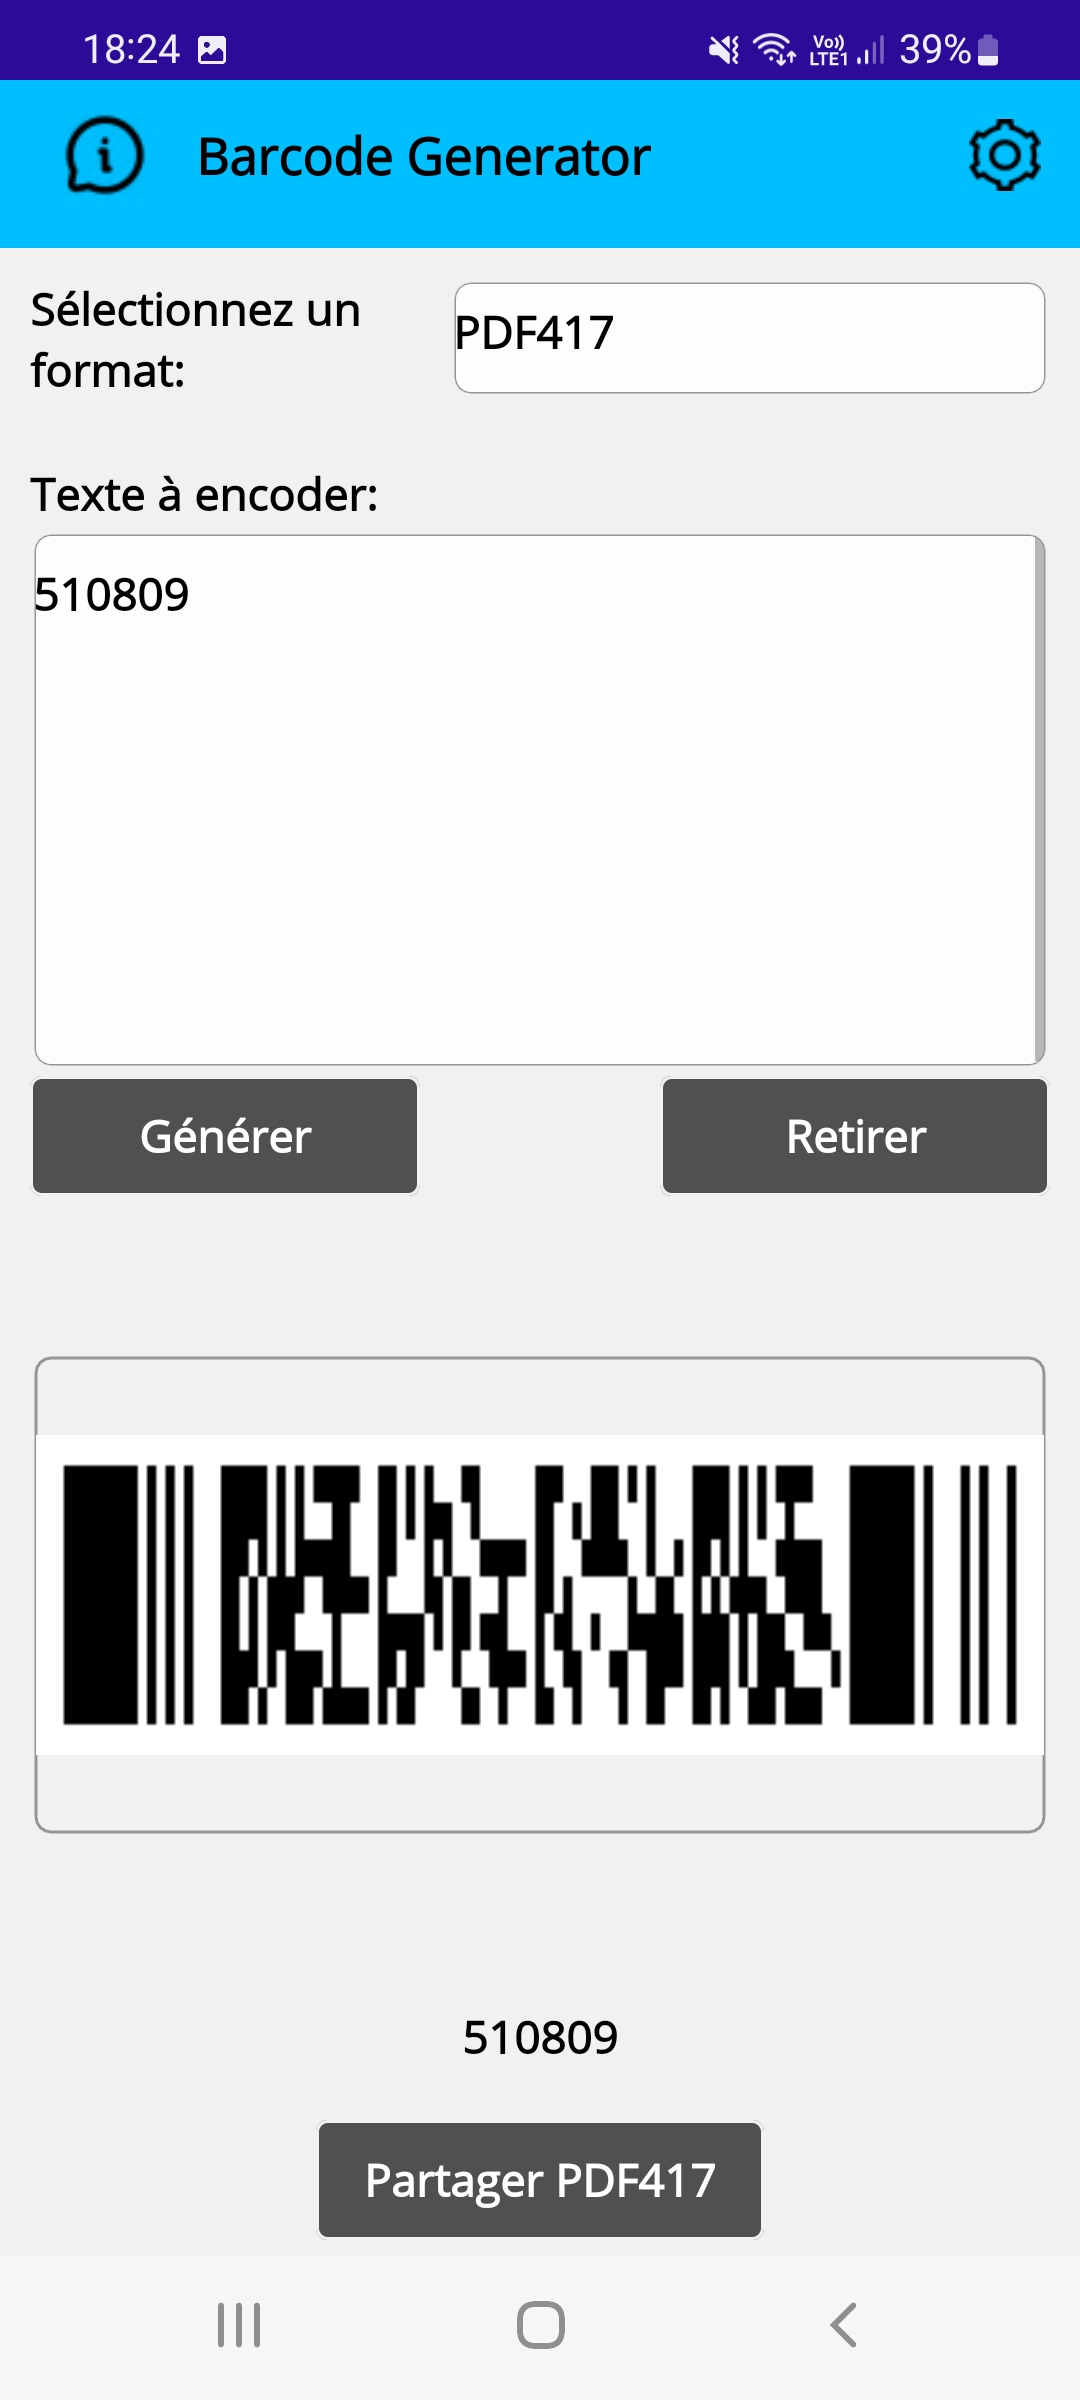 18:24 Vo)) LTE1 39%
Barcode Generator
Sélectionnez un
format:
PDF417
Texte à encoder:
510809
Générer Retirer
510809
Partager PDF417